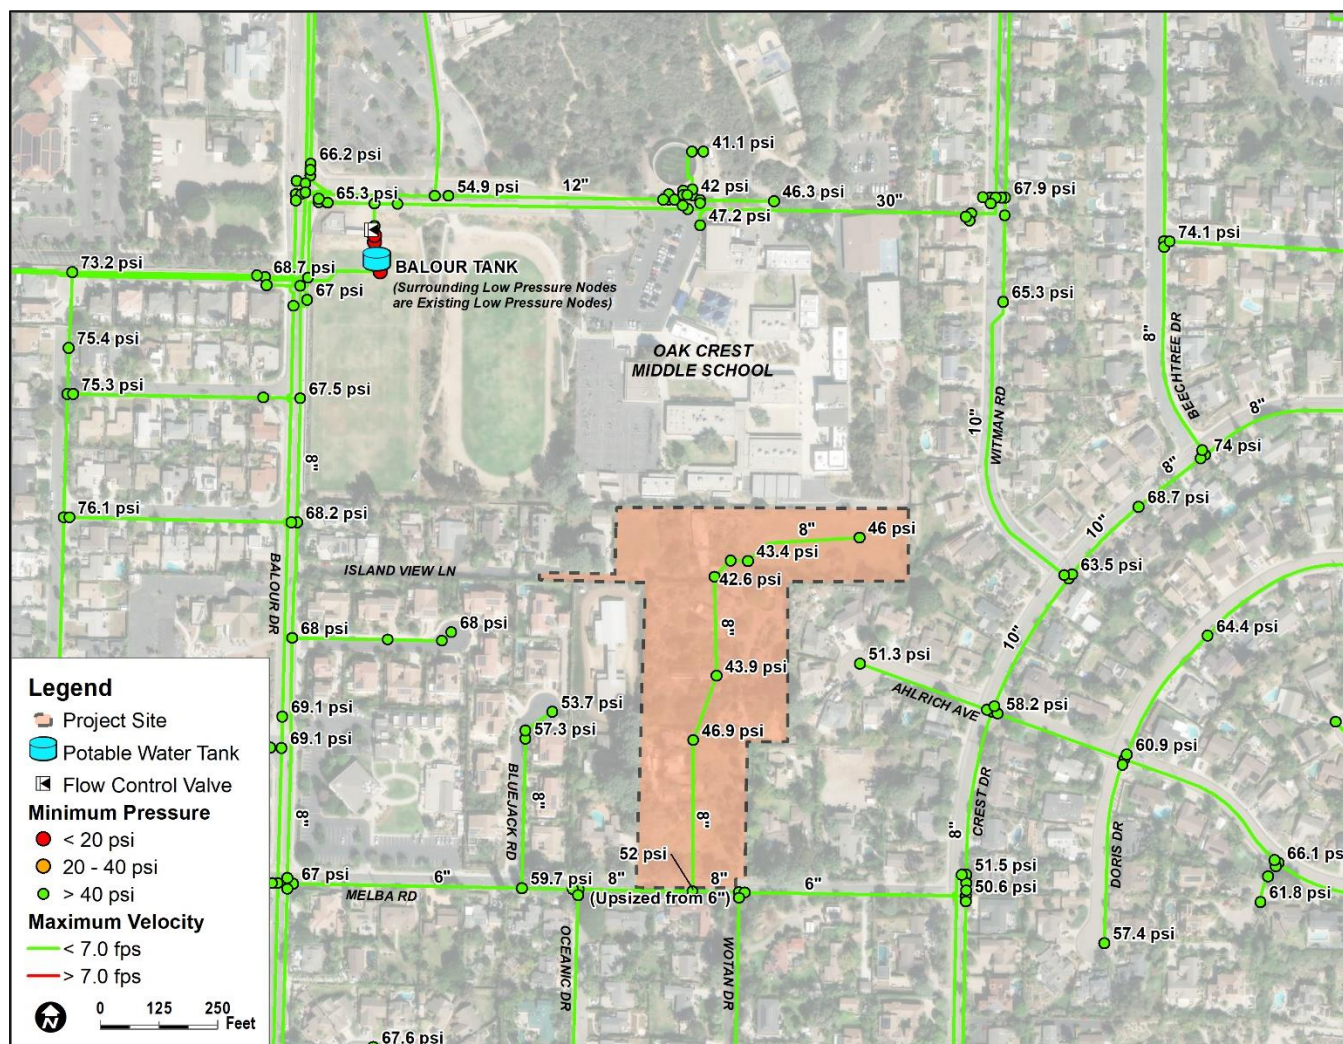 66.2 psi
41.1 psi
65.3 psi
54.9 psi
12"
42 psi
46.3 psi
30"
67.9 psi
47.2 psi
74.1 psi
73.2 psi
68.7 psi
67 psi
BALOUR TANK
(Surrounding Low Pressure Nodes
are Existing Low Pressure Nodes)
65.3 psi
75.4 psi
8"
BEECHTREE DR
OAK CREST
MIDDLE SCHOOL
75.3 psi
67.5 psi
10"
WITMAN RD
8"
74 psi
8"
8"
68.7 psi
76.1 psi
68.2 psi
10"
8"
46 psi
43.4 psi
42.6 psi
ISLAND VIEW LN
BALOUR DR
63.5 psi
68 psi
68 psi
8"
10"
64.4 psi
51.3 psi
43.9 psi
AHLRICH AVE
58.2 psi
69.1 psi
53.7 psi
57.3 psi
46.9 psi
69.1 psi
60.9 psi
BLUEJACK RD
8"
8"
8"
CREST DR
8"
DORIS DR
52 psi
51.5 psi
50.6 psi
66.1 psi
61.8 psi
67 psi
6"
MELBA RD
59.7 psi
8"
8"
(Upsized from 6")
6"
OCEANIC DR
WOTAN DR
57.4 psi
67.6 psi
Legend
Project Site
Potable Water Tank
Flow Control Valve
Minimum Pressure
< 20 psi
20 - 40 psi
> 40 psi
Maximum Velocity
< 7.0 fps
> 7.0 fps
N
0 125 250
Feet